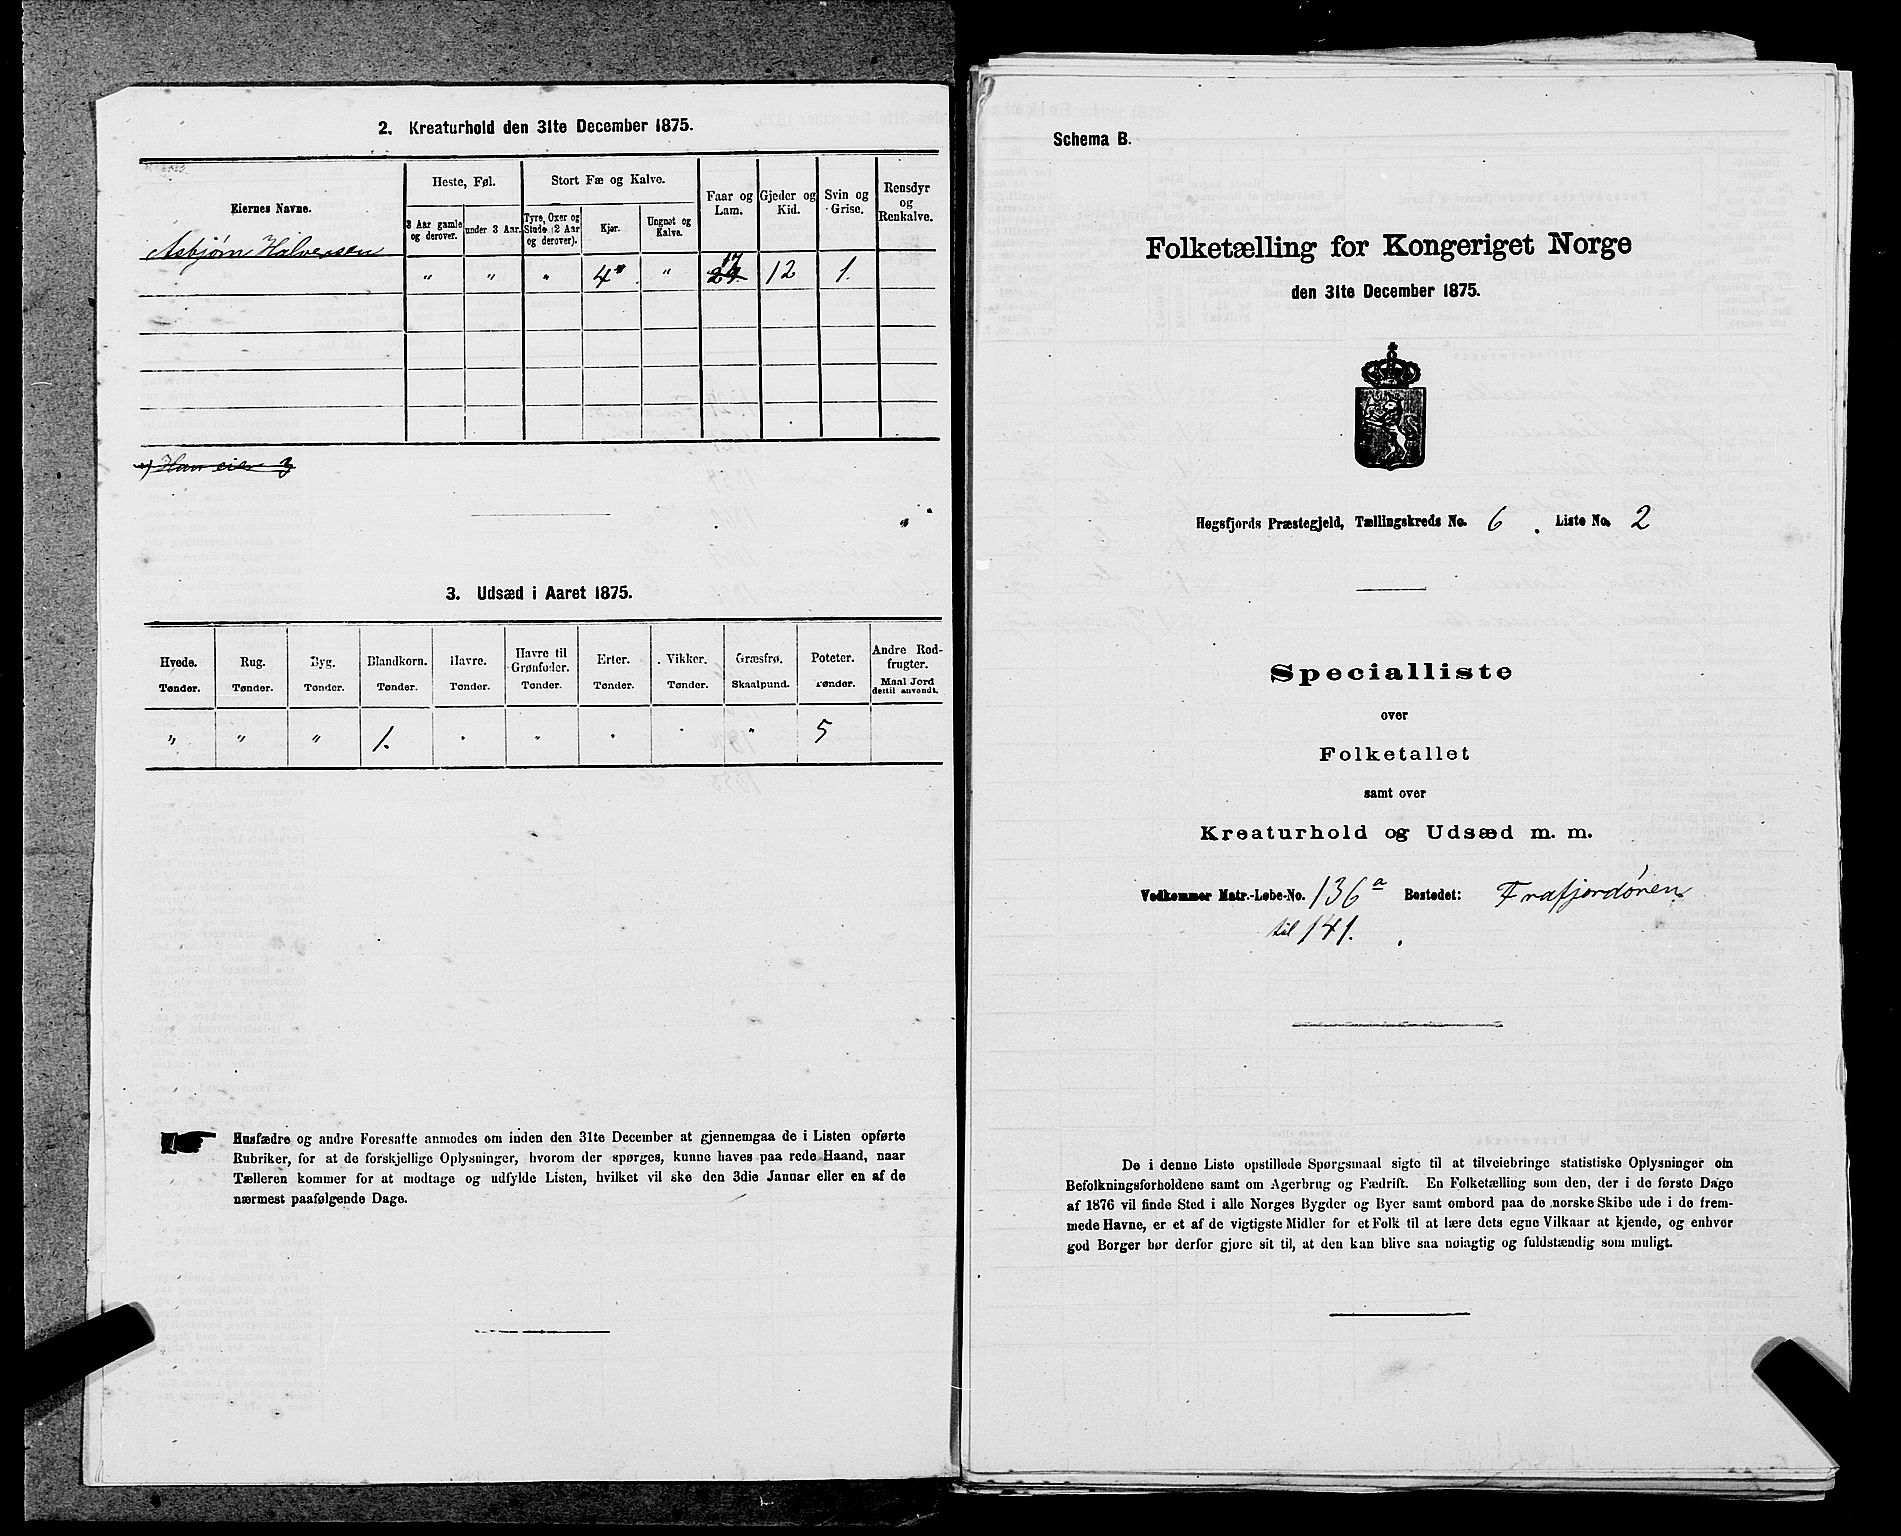 2. Kreaturhold den 31te December 1875.
Eiernes Navne.
Heste, Føl.
Stort Fæ og Kalve.
Faar og Lam.
Gjeder og Kid.
Svin og Grise.
Rensdyr og Renkalve.
3 Aar gamle og derover.
under 3 Aar.
Tyre, Oxer og Stude (2 Aar og derover).
Kjør.
Ungnøt og Kalve.
Asbjørn Halvorsen
" " " 4 " 24. 17 12 1.
Han eier 3
3. Udsæd i Aaret 1875.
Hvede. Rug. Byg. Blandkorn. Havre. Havre til Grønfoder. Erter. Vikker. Græsfrø. Poteter. Andre Rodfrugter.
Tønder. Tønder. Tønder. Tønder. Tønder. Tønder. Tønder. Tønder. Skaalpund. Tønder. Maal Jord dertil anvendt.
" " " 1. " " " " " 5
Husfædre og andre Foresatte anmodes om inden den 31te December at gjennemgaa de i Listen opførte
Rubriker, for at de forskjellige Oplysninger, hvorom der spørges, kunne haves paa rede Haand, naar
Tælleren kommer for at modtage og udfylde Listen, hvilket vil ske den 3die Januar eller en af de
nærmest paafølgende Dage.
Schema B.
Folketælling for Kongeriget Norge
den 31te December 1875.
Høgsfjords Præstegjeld, Tællingskreds No. 6. Liste No. 2
Specialliste
over
Folketallet
samt over
Kreaturhold og Udsæd m. m.
Vedkommer Matr.-Løbe-No. 136a Bostedet: Frafjordøren
til 141.
De i denne Liste opstillede Spørgsmaal sigte til at tilveiebringe statistiske Oplysninger om
Befolkningsforholdene samt om Agerbrug og Fædrift. En Folketælling som den, der i de første Dage
af 1876 vil finde Sted i alle Norges Bygder og Byer samt ombord paa de norske Skibe ude i de frem-
mede Havne, er et af de vigtigste Midler for et Folk til at lære dets egne Vilkaar at kjende, og enhver
god Borger bør derfor gjøre sit til, at den kan blive saa nøiagtig og fuldstændig som muligt.